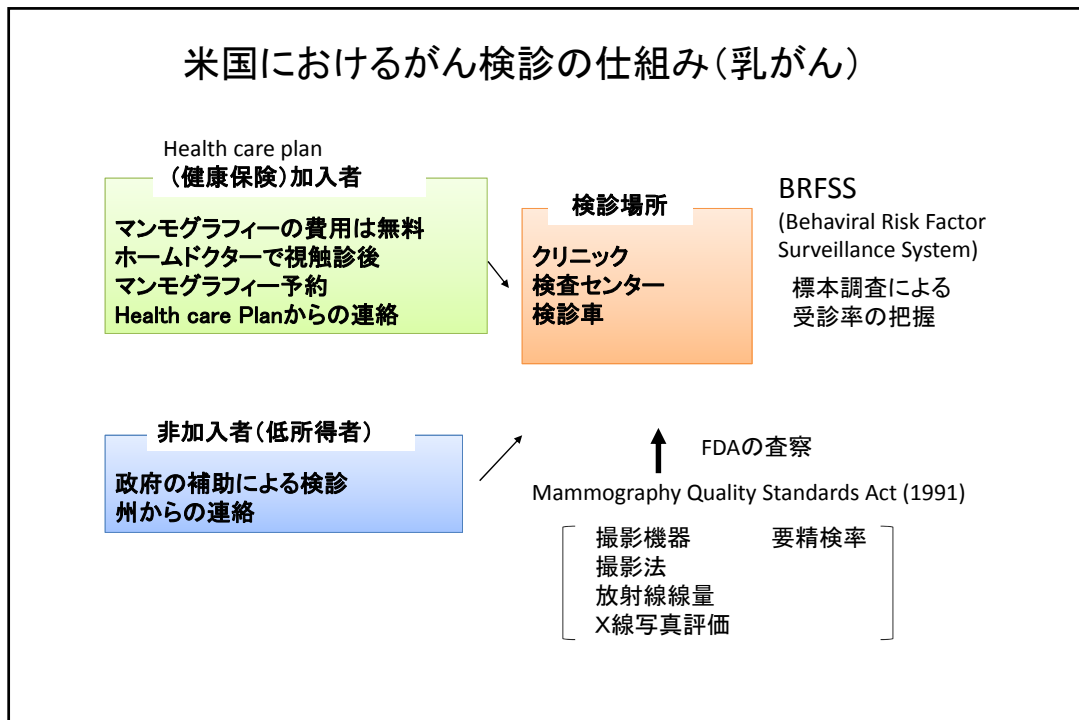 米国におけるがん検診の仕組み(乳がん)
Health care plan
(健康保険)加入者
マンモグラフィーの費用は無料
ホームドクターで視触診後
マンモグラフィー予約
Health care Planからの連絡
検診場所
クリニック
検査センター
検診車
BRFSS
(Behaviral Risk Factor
Surveillance System)
標本調査による
受診率の把握
非加入者(低所得者)
政府の補助による検診
州からの連絡
FDAの査察
Mammography Quality Standards Act (1991)
撮影機器 要精検率
撮影法
放射線線量
X線写真評価